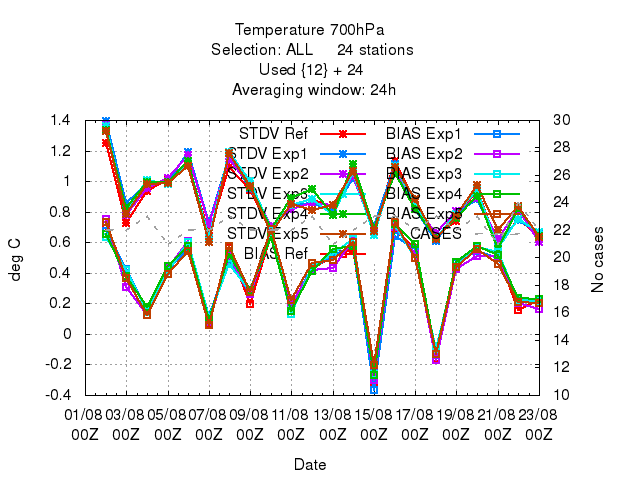 Temperature 700hPa
Selection: ALL     24 stations
Used {12} + 24
Averaging window: 24h
deg C
No cases
1.4
1.2
1
0.8
0.6
0.4
0.2
0
-0.2
-0.4
30
28
26
24
22
20
18
16
14
12
10
STDV Ref
STDV Exp1
STDV Exp2
STDV Exp3
STDV Exp4
STDV Exp5
BIAS Ref
BIAS Exp1
BIAS Exp2
BIAS Exp3
BIAS Exp4
BIAS Exp5
CASES
01/08 03/08 05/08 07/08 09/08 11/08 13/08 15/08 17/08 19/08 21/08 23/08
00Z 00Z 00Z 00Z 00Z 00Z 00Z 00Z 00Z 00Z 00Z 00Z
Date